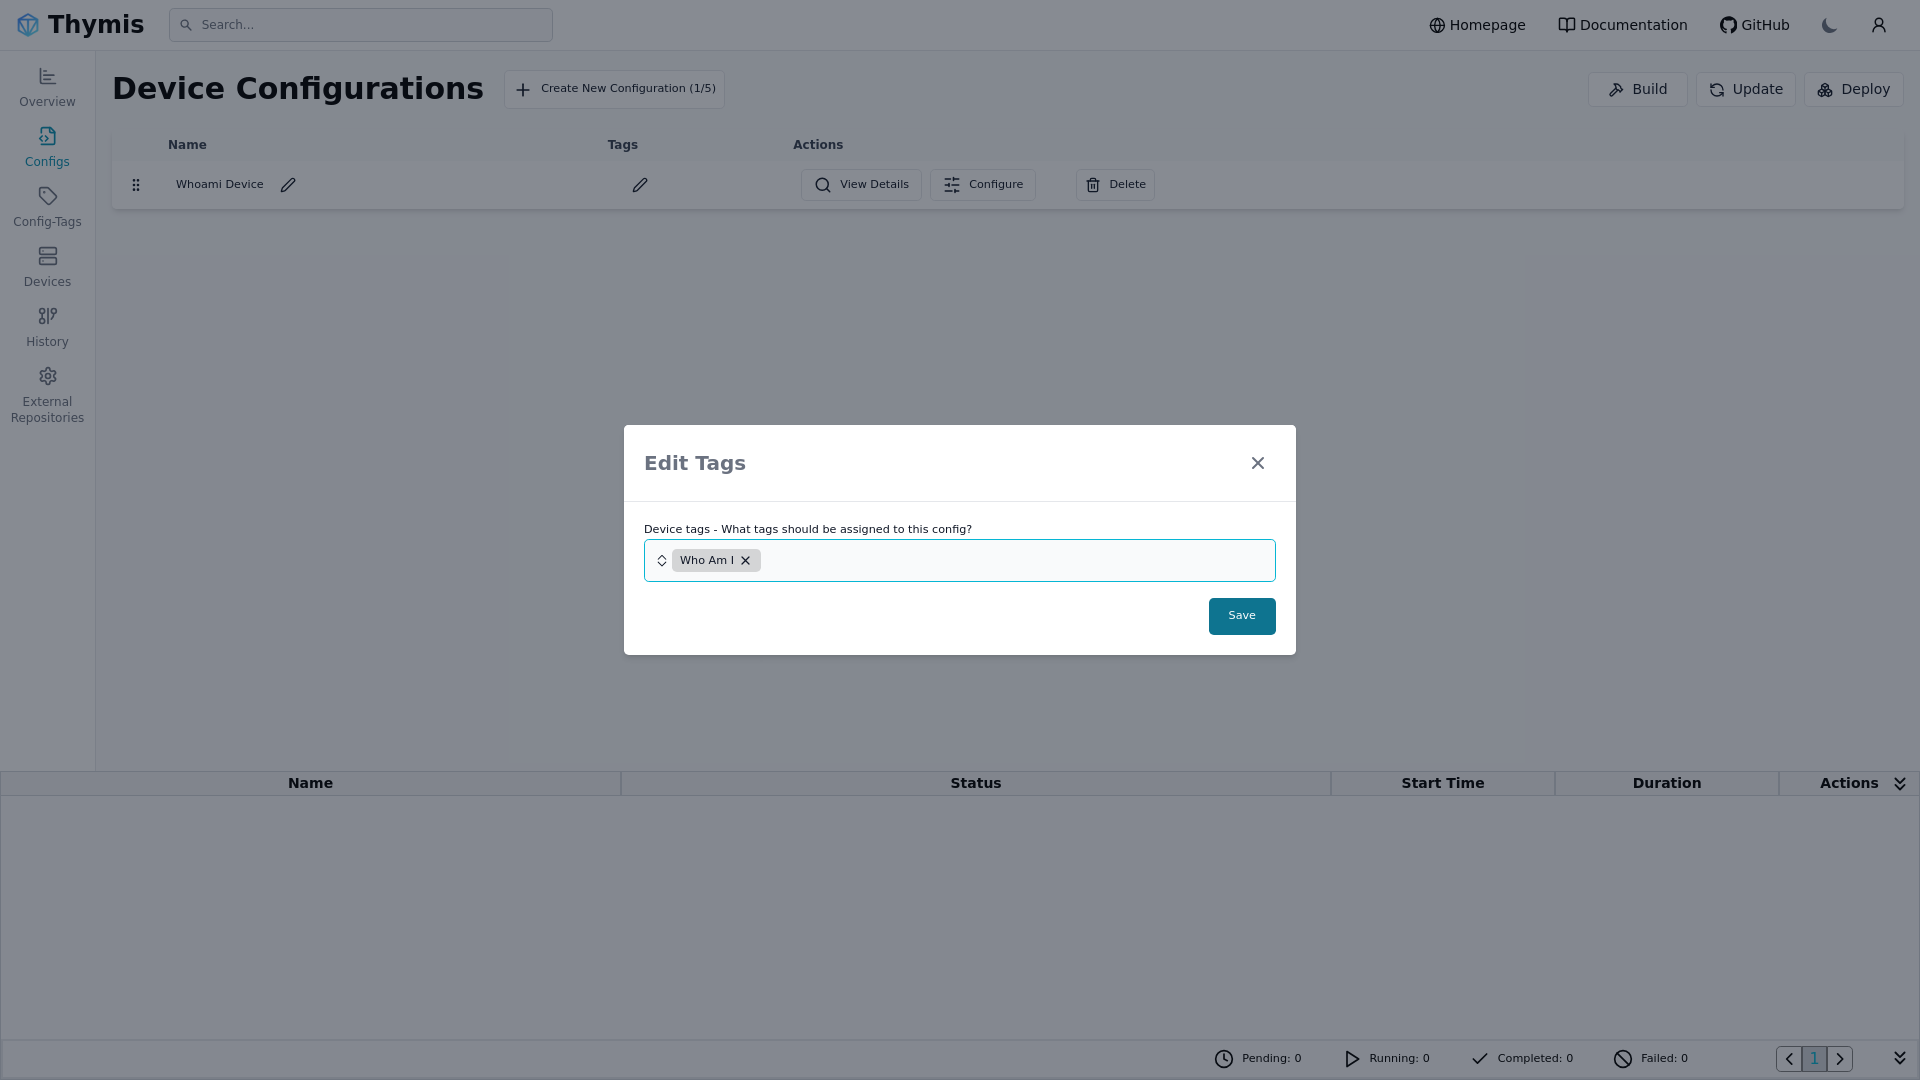 Thymis
Search...
Homepage
Documentation
GitHub
Overview
Configs
Config-Tags
Devices
History
External
Repositories
Device Configurations
Create New Configuration (1/5)
Build
Update
Deploy
Name Tags Actions
Whoami Device View Details Configure Delete
Edit Tags
Device tags - What tags should be assigned to this config?
Who Am I
Save
Name Status Start Time Duration Actions
Pending: 0 Running: 0 Completed: 0 Failed: 0 1